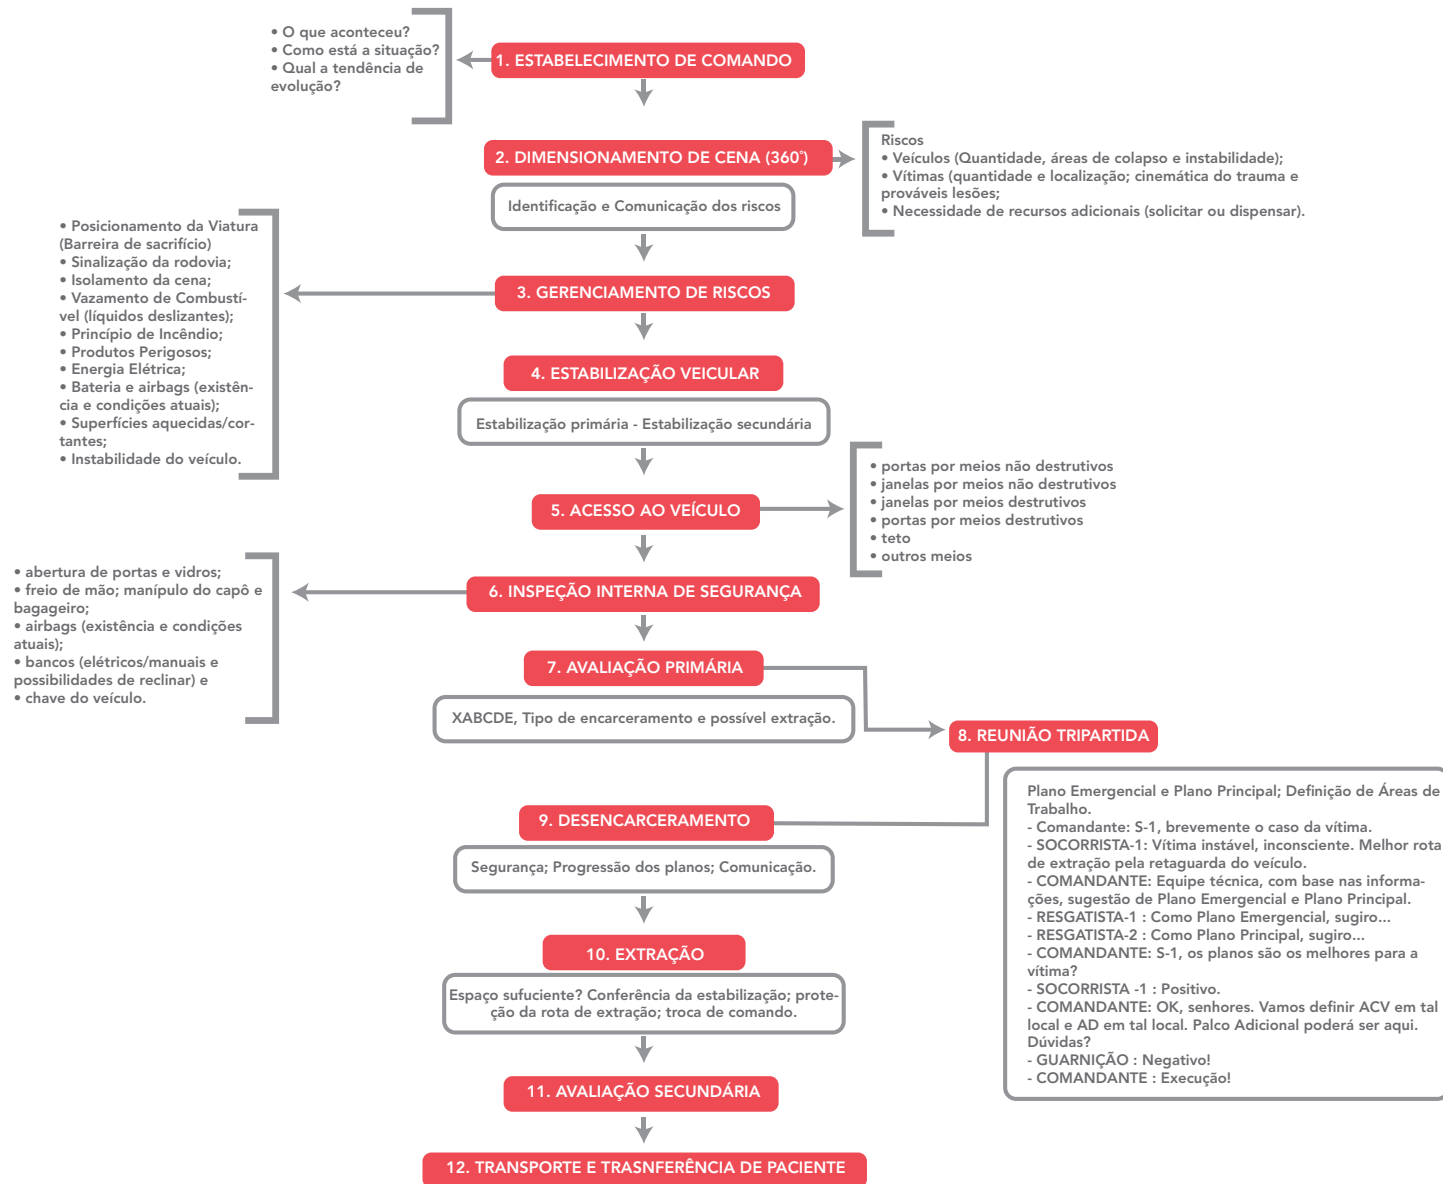 • O que aconteceu?
• Como está a situação?
• Qual a tendência de
evolução?
1. ESTABELECIMENTO DE COMANDO
2. DIMENSIONAMENTO DE CENA (360°)
Identificação e Comunicação dos riscos
Riscos
• Veículos (Quantidade, áreas de colapso e instabilidade);
• Vítimas (quantidade e localização; cinemática do trauma e
prováveis lesões;
• Necessidade de recursos adicionais (solicitar ou dispensar).
• Posicionamento da Viatura
(Barreira de sacrifício)
• Sinalização da rodovia;
• Isolamento da cena;
• Vazamento de Combustí-
vel (líquidos deslizantes);
• Princípio de Incêndio;
• Produtos Perigosos;
• Energia Elétrica;
• Bateria e airbags (existên-
cia e condições atuais);
• Superfícies aquecidas/cor-
tantes;
• Instabilidade do veículo.
3. GERENCIAMENTO DE RISCOS
4. ESTABILIZAÇÃO VEICULAR
Estabilização primária - Estabilização secundária
5. ACESSO AO VEÍCULO
• portas por meios não destrutivos
• janelas por meios não destrutivos
• janelas por meios destrutivos
• portas por meios destrutivos
• teto
• outros meios
• abertura de portas e vidros;
• freio de mão; manípulo do capô e
bagageiro;
• airbags (existência e condições
atuais);
• bancos (elétricos/manuais e
possibilidades de reclinar) e
• chave do veículo.
6. INSPEÇÃO INTERNA DE SEGURANÇA
7. AVALIAÇÃO PRIMÁRIA
XABCDE, Tipo de encarceramento e possível extração.
8. REUNIÃO TRIPARTIDA
Plano Emergencial e Plano Principal; Definição de Áreas de
Trabalho.
- Comandante: S-1, brevemente o caso da vítima.
- SOCORRISTA-1: Vítima instável, inconsciente. Melhor rota
de extração pela retaguarda do veículo.
- COMANDANTE: Equipe técnica, com base nas informa-
ções, sugestão de Plano Emergencial e Plano Principal.
- RESGATISTA-1 : Como Plano Emergencial, sugiro...
- RESGATISTA-2 : Como Plano Principal, sugiro...
- COMANDANTE: S-1, os planos são os melhores para a
vítima?
- SOCORRISTA -1 : Positivo.
- COMANDANTE: OK, senhores. Vamos definir ACV em tal
local e AD em tal local. Palco Adicional poderá ser aqui.
Dúvidas?
- GUARNIÇÃO : Negativo!
- COMANDANTE : Execução!
9. DESENCARCERAMENTO
Segurança; Progressão dos planos; Comunicação.
10. EXTRAÇÃO
Espaço sufuciente? Conferência da estabilização; prote-
ção da rota de extração; troca de comando.
11. AVALIAÇÃO SECUNDÁRIA
12. TRANSPORTE E TRASNFERÊNCIA DE PACIENTE